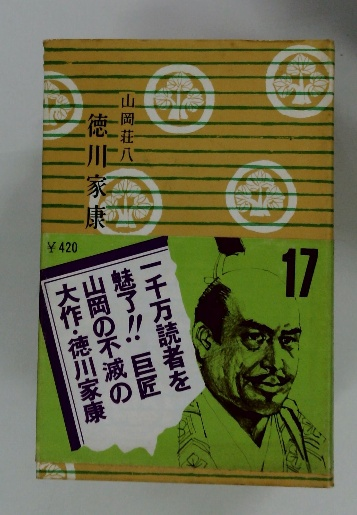 山岡荘八
徳川家康
¥420
17
一千万読者を
魅了!! 巨匠
山岡の不滅の
大作・徳川家康